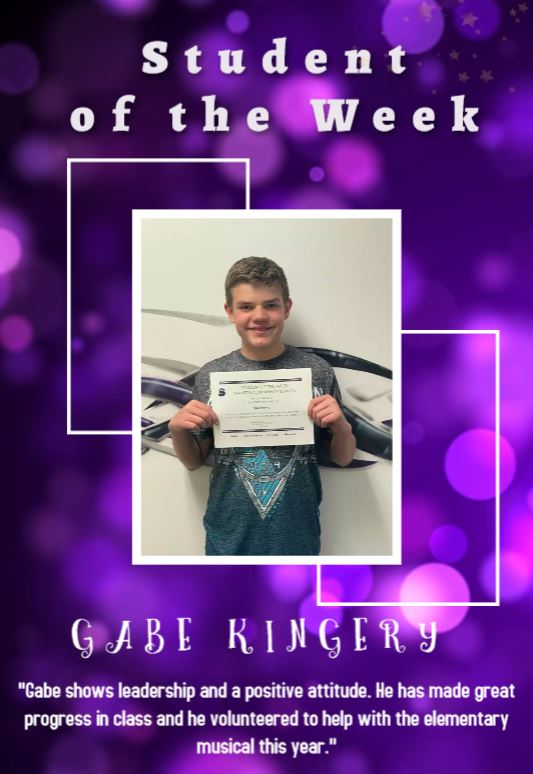 Student
of the Week
GABE KINGERY
"Gabe shows leadership and a positive attitude. He has made great
progress in class and he volunteered to help with the elementary
musical this year."